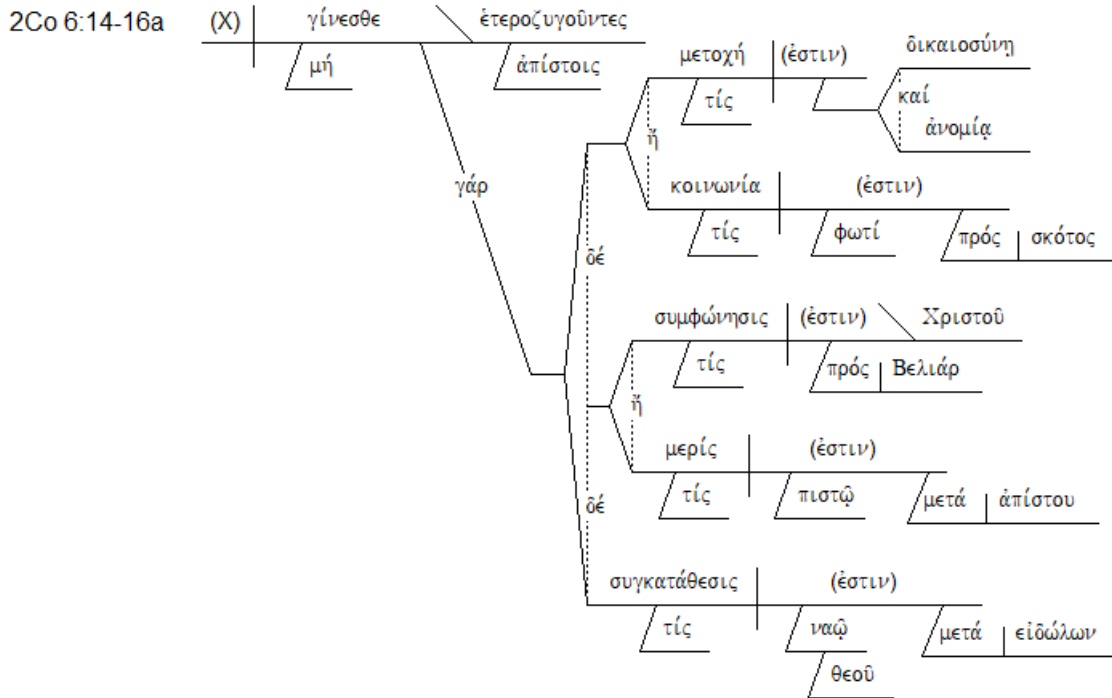 2Co 6:14-16a (X) γίνεσθε ἑτεροζυγοῦντες
μή ἀπίστοις
μετοχή (ἐστιν) δικαιοσύνῃ
τίς καί
ἀνομίᾳ
ἤ
γάρ
κοινωνία (ἐστιν)
τίς φωτί πρός σκότος
δέ
συμφώνησις (ἐστιν) Χριστοῦ
τίς πρός Βελιάρ
ἤ
μερίς (ἐστιν)
τίς πιστῷ μετά ἀπίστου
δέ
συγκατάθεσις (ἐστιν)
τίς ναῷ μετά εἰδώλων
θεοῦ